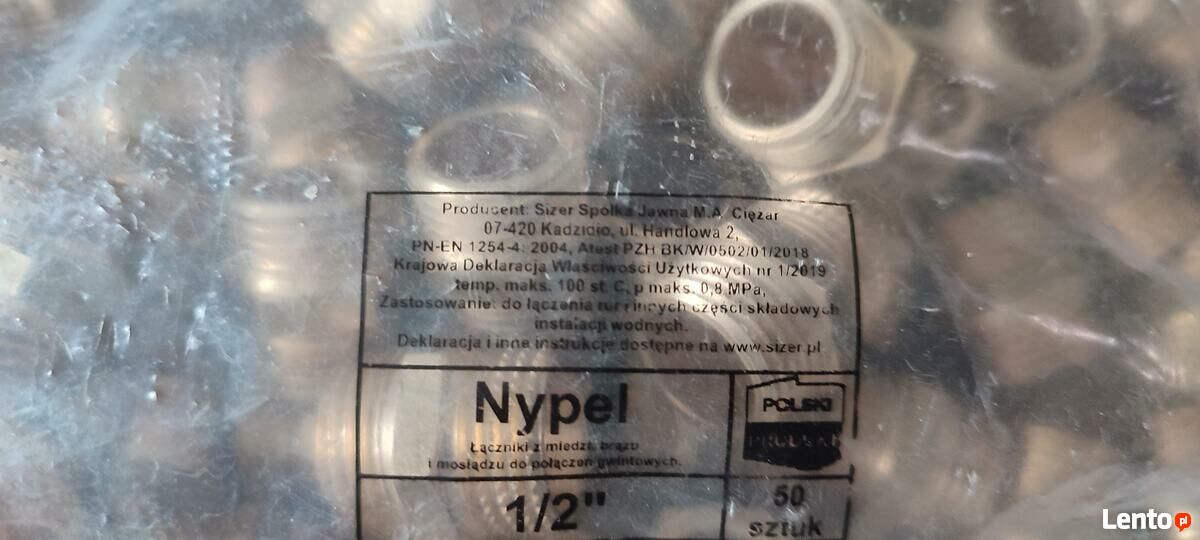 Producent: Sizer Spółka Jawna M.A. Ciężar
07-420 Kadzidło, ul. Handlowa 2,
PN-EN 1254-4: 2004, Atest PZH BK/W/0502/01/2018
Krajowa Deklaracja Właściwości Użytkowych nr 1/2019
temp. maks. 100 st. C, p maks. 0,8 MPa,
Zastosowanie: do łączenia rur i innych części składowych
instalacji wodnych.
Deklaracja i inne instrukcje dostępne na www.sizer.pl
Nypel
Łączniki z miedzi, brązu
i mosiądzu do połączeń gwintowych.
POLSKI
PRODUKT
1/2"
50
sztuk
Lento.pl